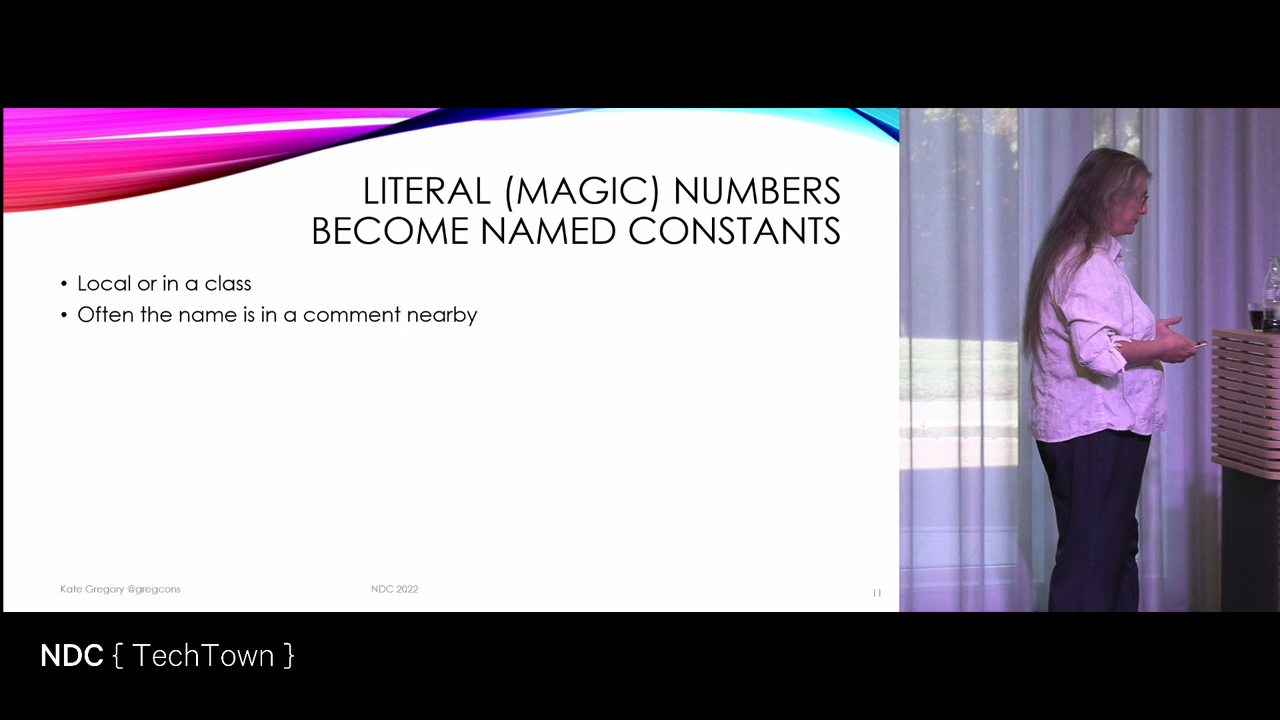 LITERAL (MAGIC) NUMBERS
BECOME NAMED CONSTANTS
• Local or in a class
• Often the name is in a comment nearby
Kate Gregory @gregcons
NDC 2022
11
NDC { TechTown }